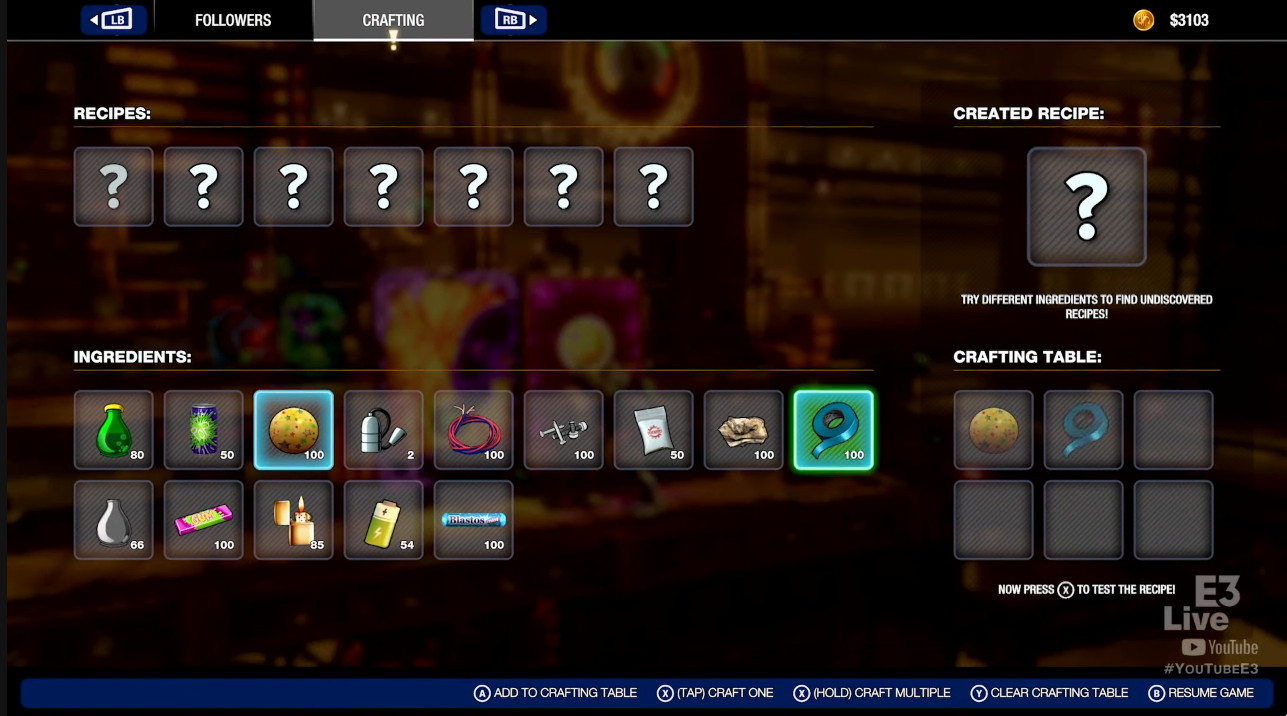 LB
FOLLOWERS
CRAFTING
!
RB
$3103
RECIPES:
CREATED RECIPE:
? ? ? ? ? ? ?
?
TRY DIFFERENT INGREDIENTS TO FIND UNDISCOVERED
RECIPES!
INGREDIENTS:
CRAFTING TABLE:
80
50
100
2
100
100
50
100
100
66
GUM
100
85
54
Blastos
100
NOW PRESS X TO TEST THE RECIPE!
E3
Live
YouTube
#YOUTUBEE3
A ADD TO CRAFTING TABLE X (TAP) CRAFT ONE X (HOLD) CRAFT MULTIPLE Y CLEAR CRAFTING TABLE B RESUME GAME